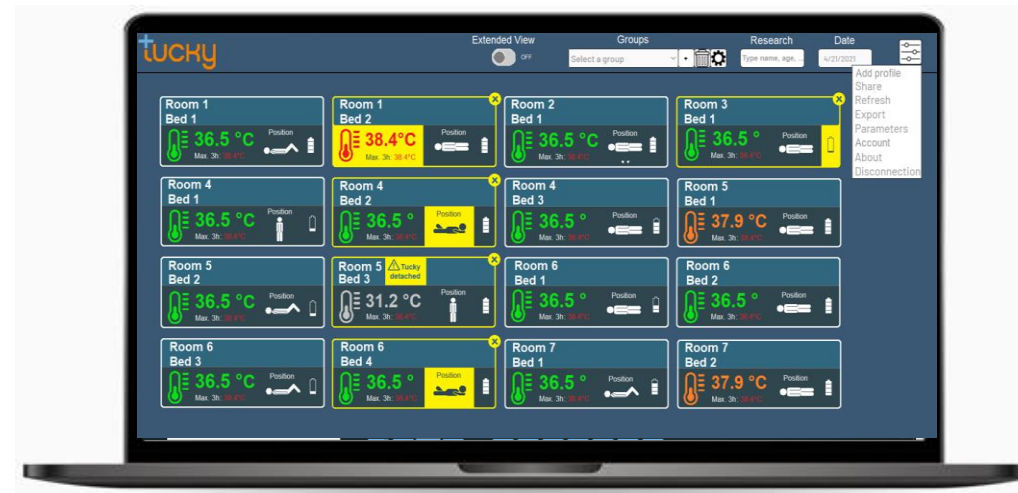 tucky
Extended View
OFF
Groups
Select a group
+
Research
Type name, age, ...
Date
4/21/2021
Add profile
Share
Refresh
Export
Parameters
Account
About
Disconnection
Room 1
Bed 1
36.5 °C
Position
Max. 3h: 38.4°C
Room 1
Bed 2
38.4°C
Position
Max. 3h: 38.4°C
Room 2
Bed 1
36.5 °C
Position
Max. 3h: 38.4°C
Room 3
Bed 1
36.5 °
Position
Max. 3h: 38.4°C
Room 4
Bed 1
36.5 °C
Position
Max. 3h: 38.4°C
Room 4
Bed 2
36.5 °
Position
Max. 3h: 38.4°C
Room 4
Bed 3
36.5 °
Position
Max. 3h: 38.4°C
Room 5
Bed 1
37.9 °C
Position
Max. 3h: 38.4°C
Room 5
Bed 2
36.5 °C
Position
Max. 3h: 38.4°C
Room 5
Bed 3
Tucky
detached
31.2 °C
Position
Max. 3h: 38.4°C
Room 6
Bed 1
36.5 °
Position
Max. 3h: 38.4°C
Room 6
Bed 2
36.5 °
Position
Max. 3h: 38.4°C
Room 6
Bed 3
36.5 °C
Position
Max. 3h: 38.4°C
Room 6
Bed 4
36.5 °
Position
Max. 3h: 38.4°C
Room 7
Bed 1
36.5 °
Position
Max. 3h: 38.4°C
Room 7
Bed 2
37.9 °C
Position
Max. 3h: 38.4°C